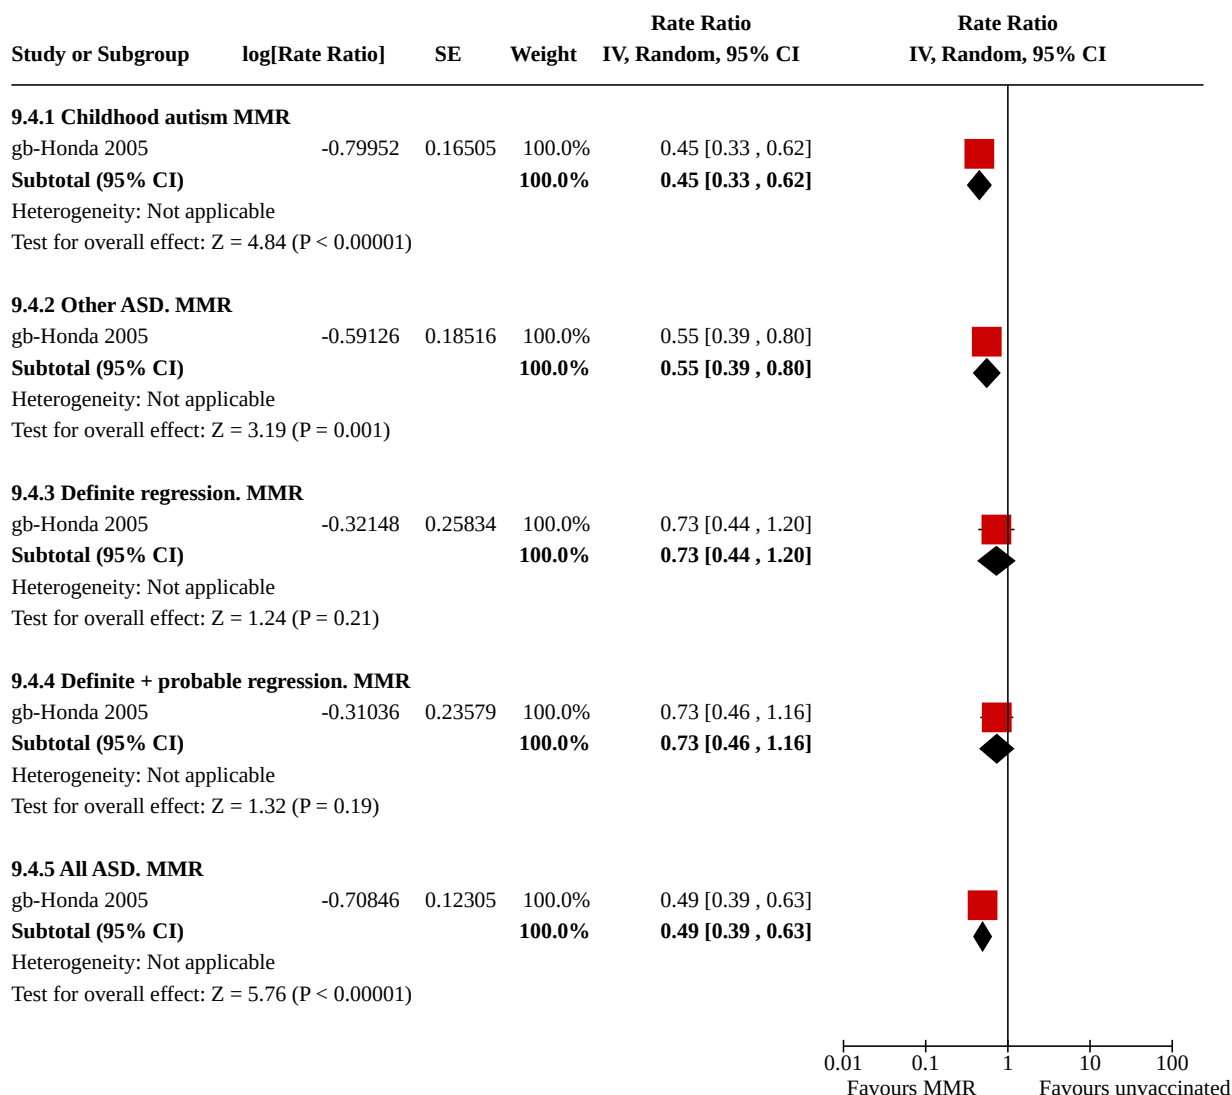 Rate Ratio Rate Ratio
Study or Subgroup log[Rate Ratio] SE Weight IV, Random, 95% CI IV, Random, 95% CI
9.4.1 Childhood autism MMR
gb-Honda 2005 -0.79952 0.16505 100.0% 0.45 [0.33 , 0.62]
Subtotal (95% CI) 100.0% 0.45 [0.33 , 0.62]
Heterogeneity: Not applicable
Test for overall effect: Z = 4.84 (P < 0.00001)
9.4.2 Other ASD. MMR
gb-Honda 2005 -0.59126 0.18516 100.0% 0.55 [0.39 , 0.80]
Subtotal (95% CI) 100.0% 0.55 [0.39 , 0.80]
Heterogeneity: Not applicable
Test for overall effect: Z = 3.19 (P = 0.001)
9.4.3 Definite regression. MMR
gb-Honda 2005 -0.32148 0.25834 100.0% 0.73 [0.44 , 1.20]
Subtotal (95% CI) 100.0% 0.73 [0.44 , 1.20]
Heterogeneity: Not applicable
Test for overall effect: Z = 1.24 (P = 0.21)
9.4.4 Definite + probable regression. MMR
gb-Honda 2005 -0.31036 0.23579 100.0% 0.73 [0.46 , 1.16]
Subtotal (95% CI) 100.0% 0.73 [0.46 , 1.16]
Heterogeneity: Not applicable
Test for overall effect: Z = 1.32 (P = 0.19)
9.4.5 All ASD. MMR
gb-Honda 2005 -0.70846 0.12305 100.0% 0.49 [0.39 , 0.63]
Subtotal (95% CI) 100.0% 0.49 [0.39 , 0.63]
Heterogeneity: Not applicable
Test for overall effect: Z = 5.76 (P < 0.00001)
0.01 0.1 1 10 100
Favours MMR Favours unvaccinated